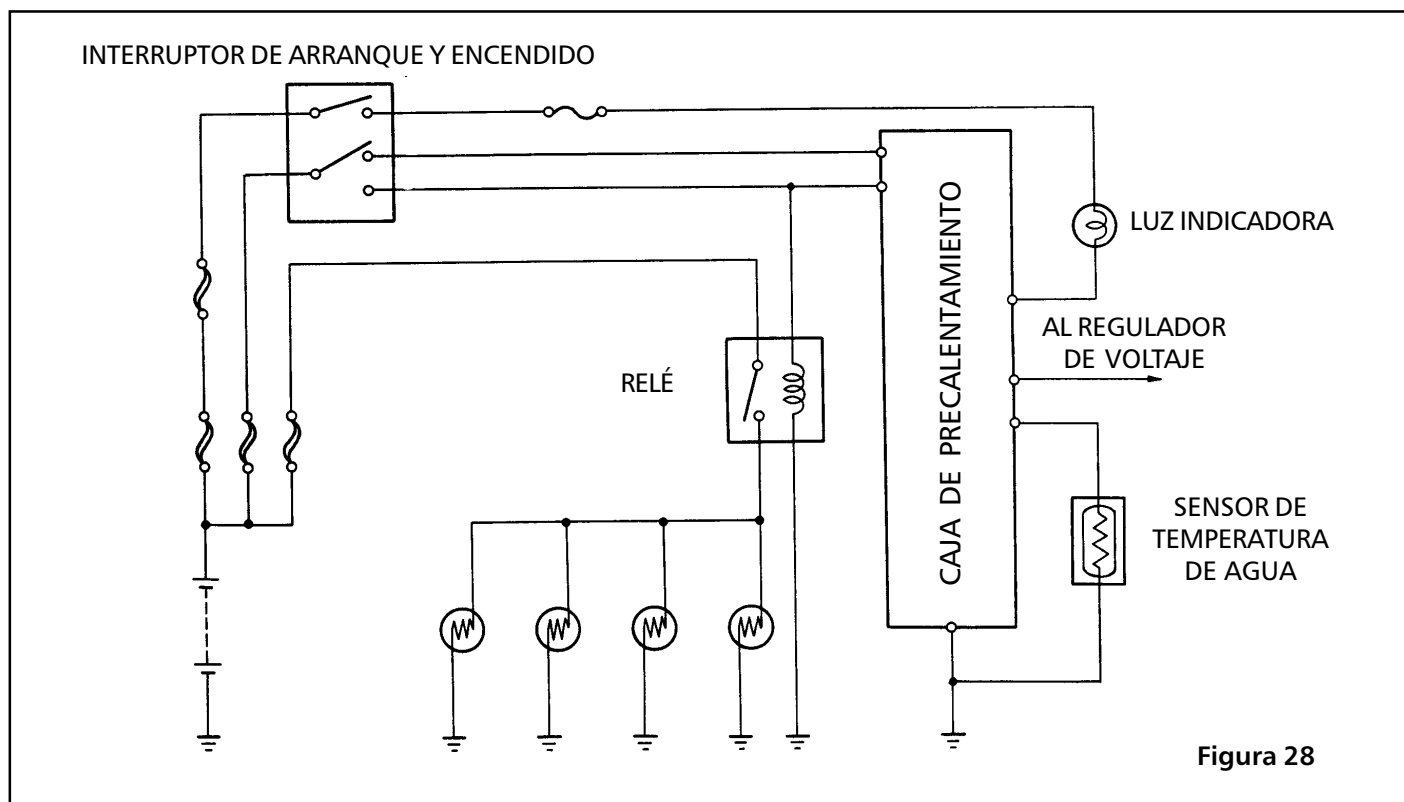 INTERRUPTOR DE ARRANQUE Y ENCENDIDO
CAJA DE PRECALENTAMIENTO
LUZ INDICADORA
AL REGULADOR
DE VOLTAJE
RELÉ
SENSOR DE
TEMPERATURA
DE AGUA
Figura 28